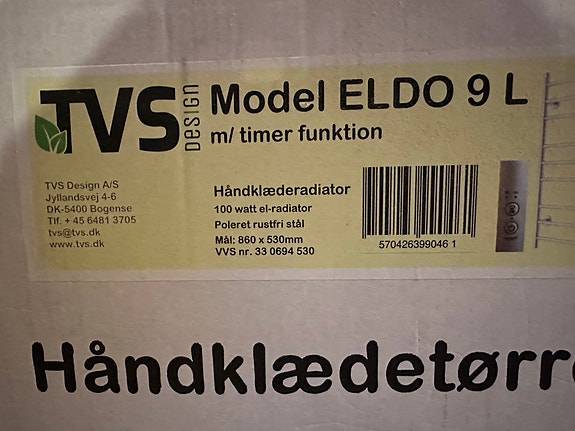 TVS DESIGN
Model ELDO 9 L
m/ timer funktion
TVS Design A/S
Jyllandsvej 4-6
DK-5400 Bogense
Tlf. + 45 6481 3705
tvs@tvs.dk
www.tvs.dk
Håndklæderadiator
100 watt el-radiator
Poleret rustfri stål
Mål: 860 x 530mm
VVS nr. 33 0694 530
570426399046 1
Håndklædetørr